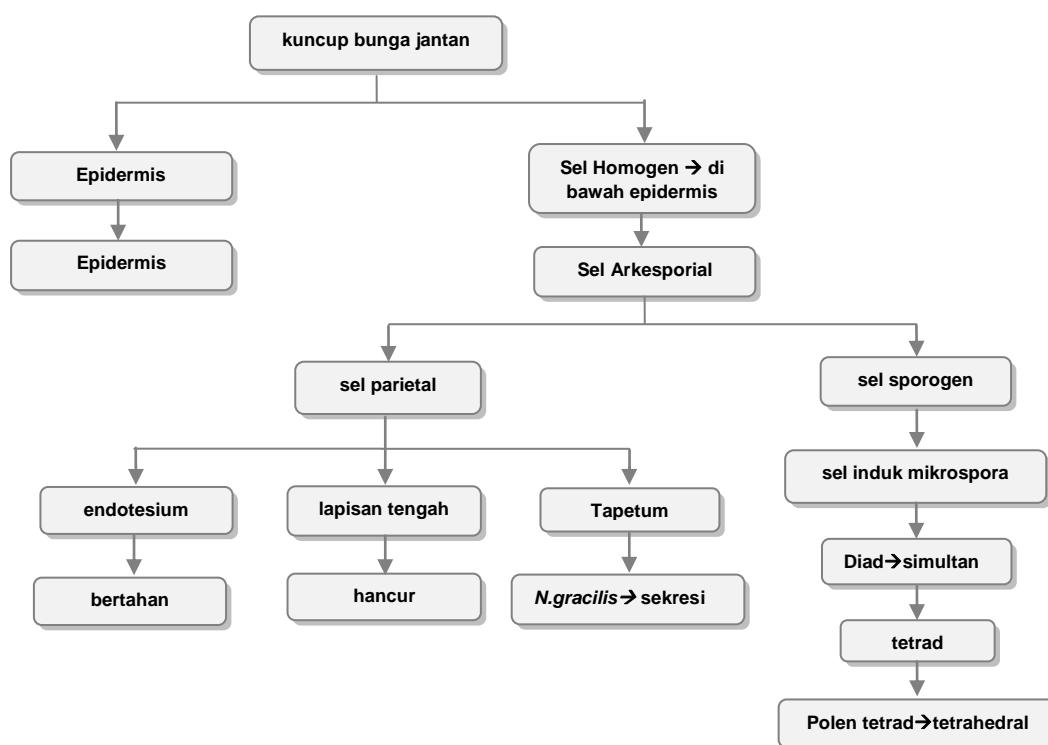 kuncup bunga jantan
Epidermis
Sel Homogen → di
bawah epidermis
Epidermis
Sel Arkesporial
sel parietal
sel sporogen
sel induk mikrospora
endotesium
lapisan tengah
Tapetum
Diad→simultan
bertahan
hancur
N.gracilis→ sekresi
tetrad
Polen tetrad→tetrahedral